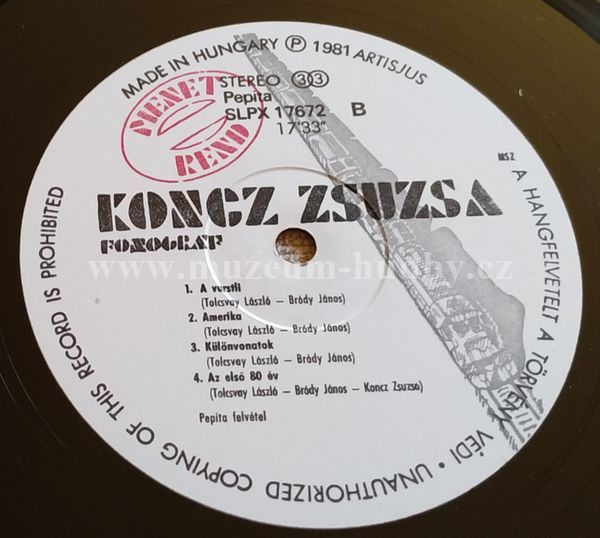 MADE IN HUNGARY Ⓟ 1981 ARTISJUS
MENET
REND
STEREO 33
Pepita
SLPX 17672 B
17'33"
KONCZ ZSUZSA
FONOGRAF
www.muzeum-hudby.cz
1. A verstli
(Tolcsvay László – Bródy János)
2. Amerika
(Tolcsvay László – Bródy János)
3. Különvonatok
(Tolcsvay László – Bródy János)
4. Az első 80 év
(Tolcsvay László – Bródy János – Koncz Zsuzsa)
Pepita felvétel
MSZ
A HANGFELVETELT A TÖRVÉNY VÉDI • UNAUTHORIZED COPYING OF THIS RECORD IS PROHIBITED